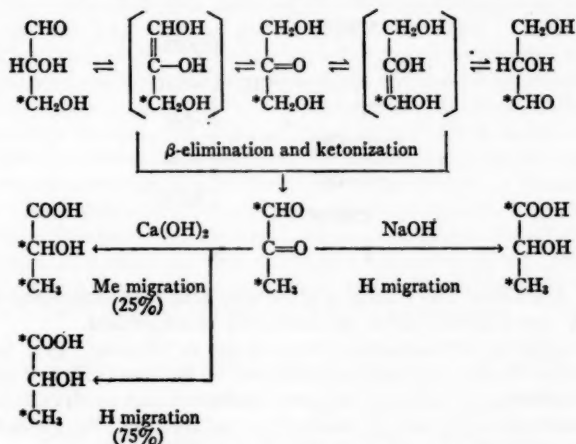 CHO CHOH CH₂OH CH₂OH CH₂OH
HCOH ⇌ C—OH ⇌ C=O ⇌ COH ⇌ HCOH
*CH₂OH *CH₂OH *CH₂OH *CHOH *CHO
β-elimination and ketonization
COOH Ca(OH)₂ *CHO NaOH *COOH
*CHOH C=O CHOH
*CH₃ Me migration *CH₃ H migration *CH₃
(25%)
*COOH
CHOH
*CH₃ H migration
(75%)